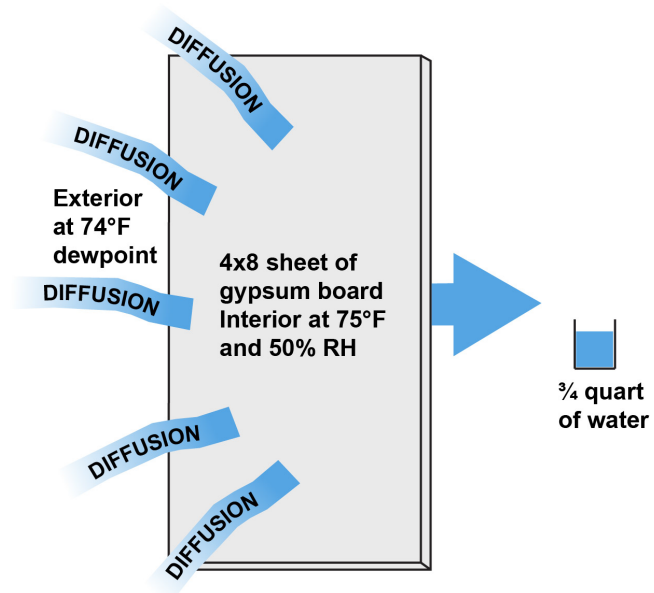 DIFFUSION
DIFFUSION
Exterior
at 74°F
dewpoint
DIFFUSION
4x8 sheet of
gypsum board
Interior at 75°F
and 50% RH
¾ quart
of water
DIFFUSION
DIFFUSION